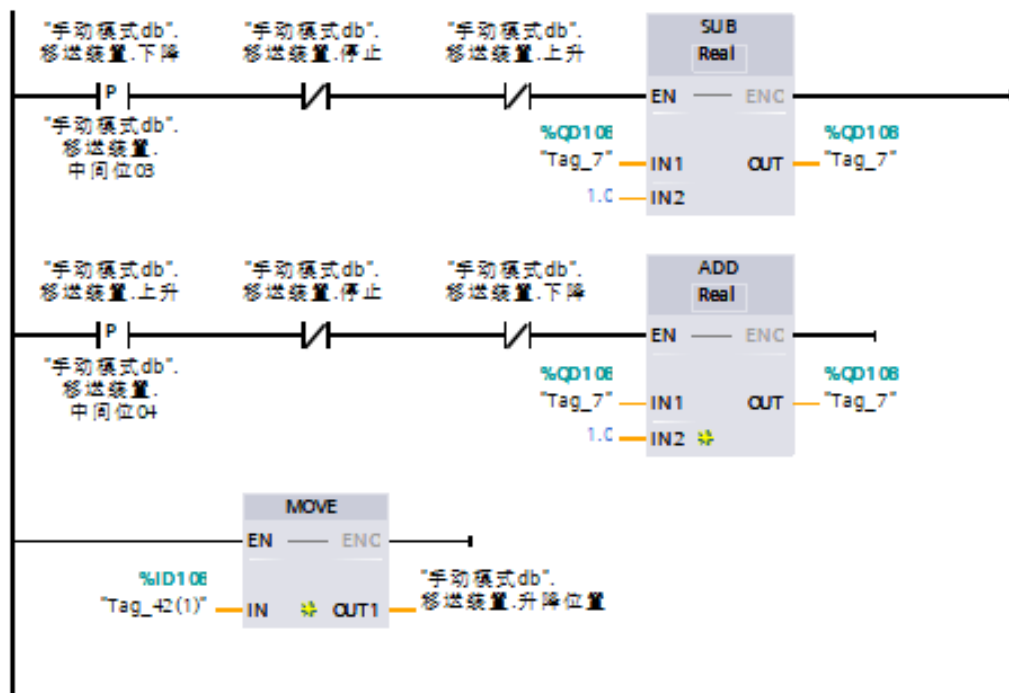 "手动模式db". "手动模式db". "手动模式db". SUB
移送装置.下降 移送装置.停止 移送装置.上升 Real
P EN ENO
"手动模式db". %QD108 %QD108
移送装置. "Tag_7" IN1 OUT "Tag_7"
中间位03
1.0 IN2
"手动模式db". "手动模式db". "手动模式db". ADD
移送装置.上升 移送装置.停止 移送装置.下降 Real
P EN ENO
"手动模式db". %QD108 %QD108
移送装置. "Tag_7" IN1 OUT "Tag_7"
中间位04
1.0 IN2
MOVE
EN ENO
%ID108 "手动模式db".
"Tag_42(1)" IN OUT1 移送装置.升降位置